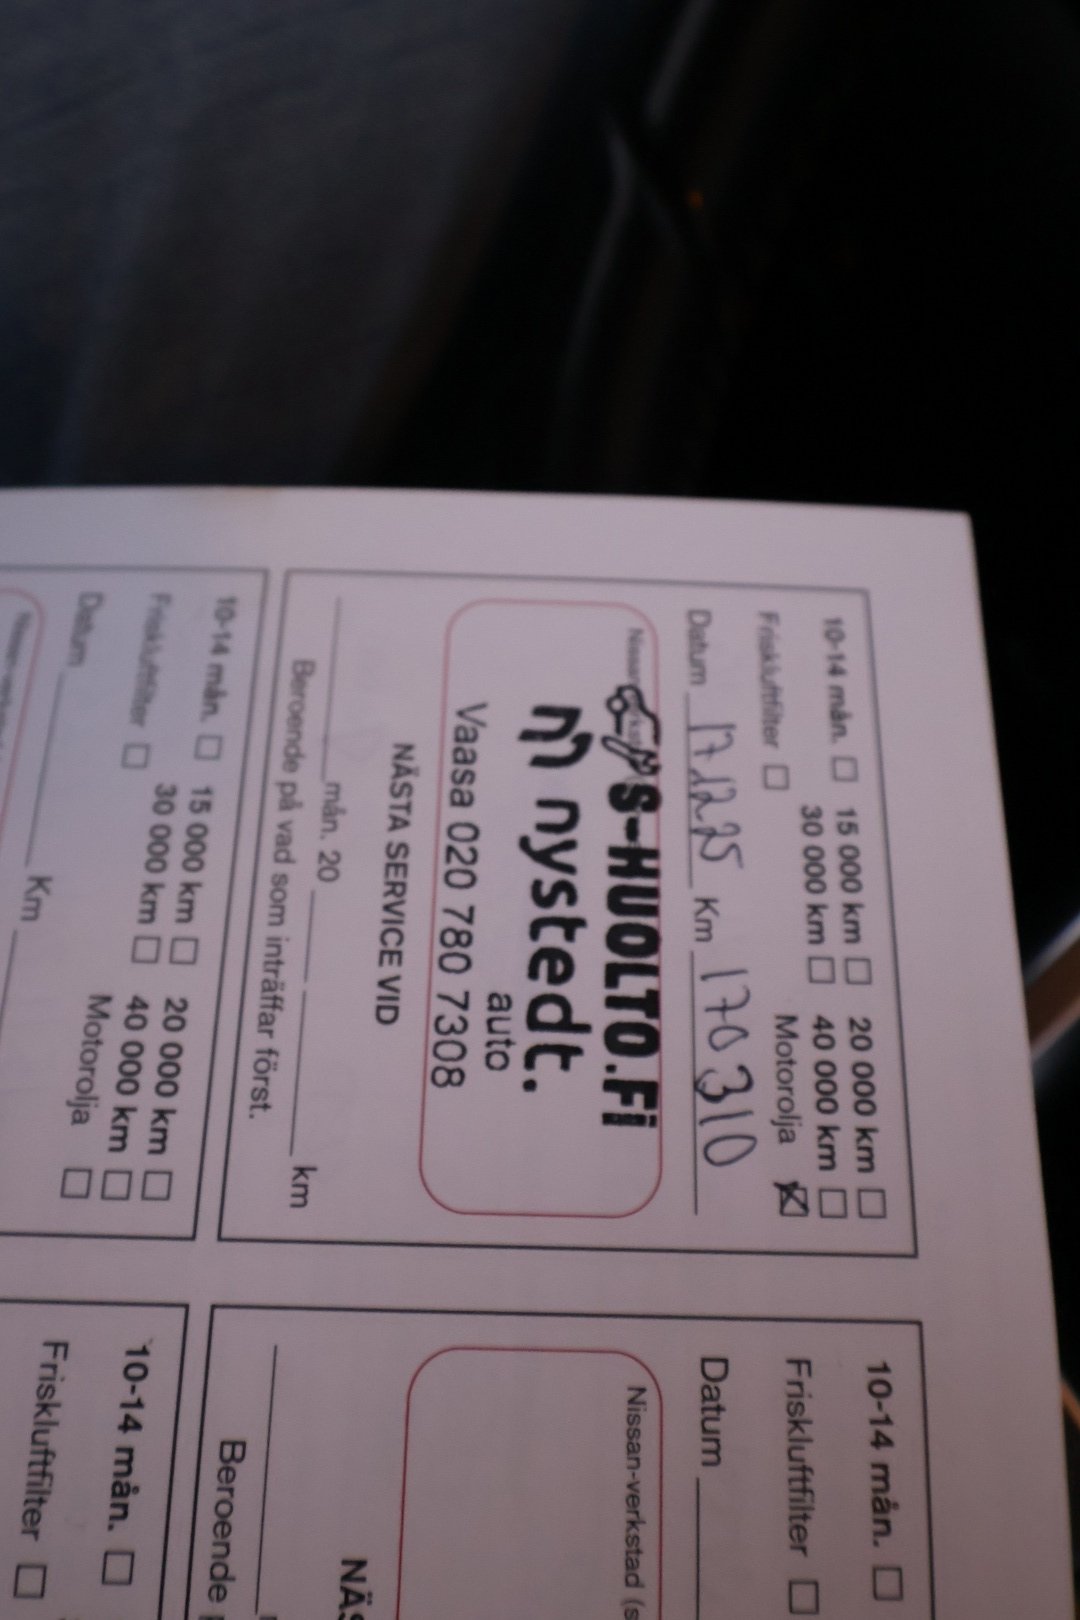 10-14 mån. ☐ 15 000 km ☐ 20 000 km ☐
30 000 km ☐ 40 000 km ☐
Friskluftfilter ☐ Motorolja ☒
Datum 17.12.25 Km 170310
S-HUOLTO.Fi
nystedt.
auto
Vaasa 020 780 7308
NÄSTA SERVICE VID
mån. 20 km
Beroende på vad som inträffar först.
10-14 mån. ☐
Friskluftfilter ☐
Datum
Nissan-verkstad
Beroende
10-14 mån. ☐ 15 000 km ☐ 20 000 km ☐
30 000 km ☐ 40 000 km ☐
Friskluftfilter ☐ Motorolja ☐
Datum Km
10-14 mån. ☐
Friskluftfilter ☐